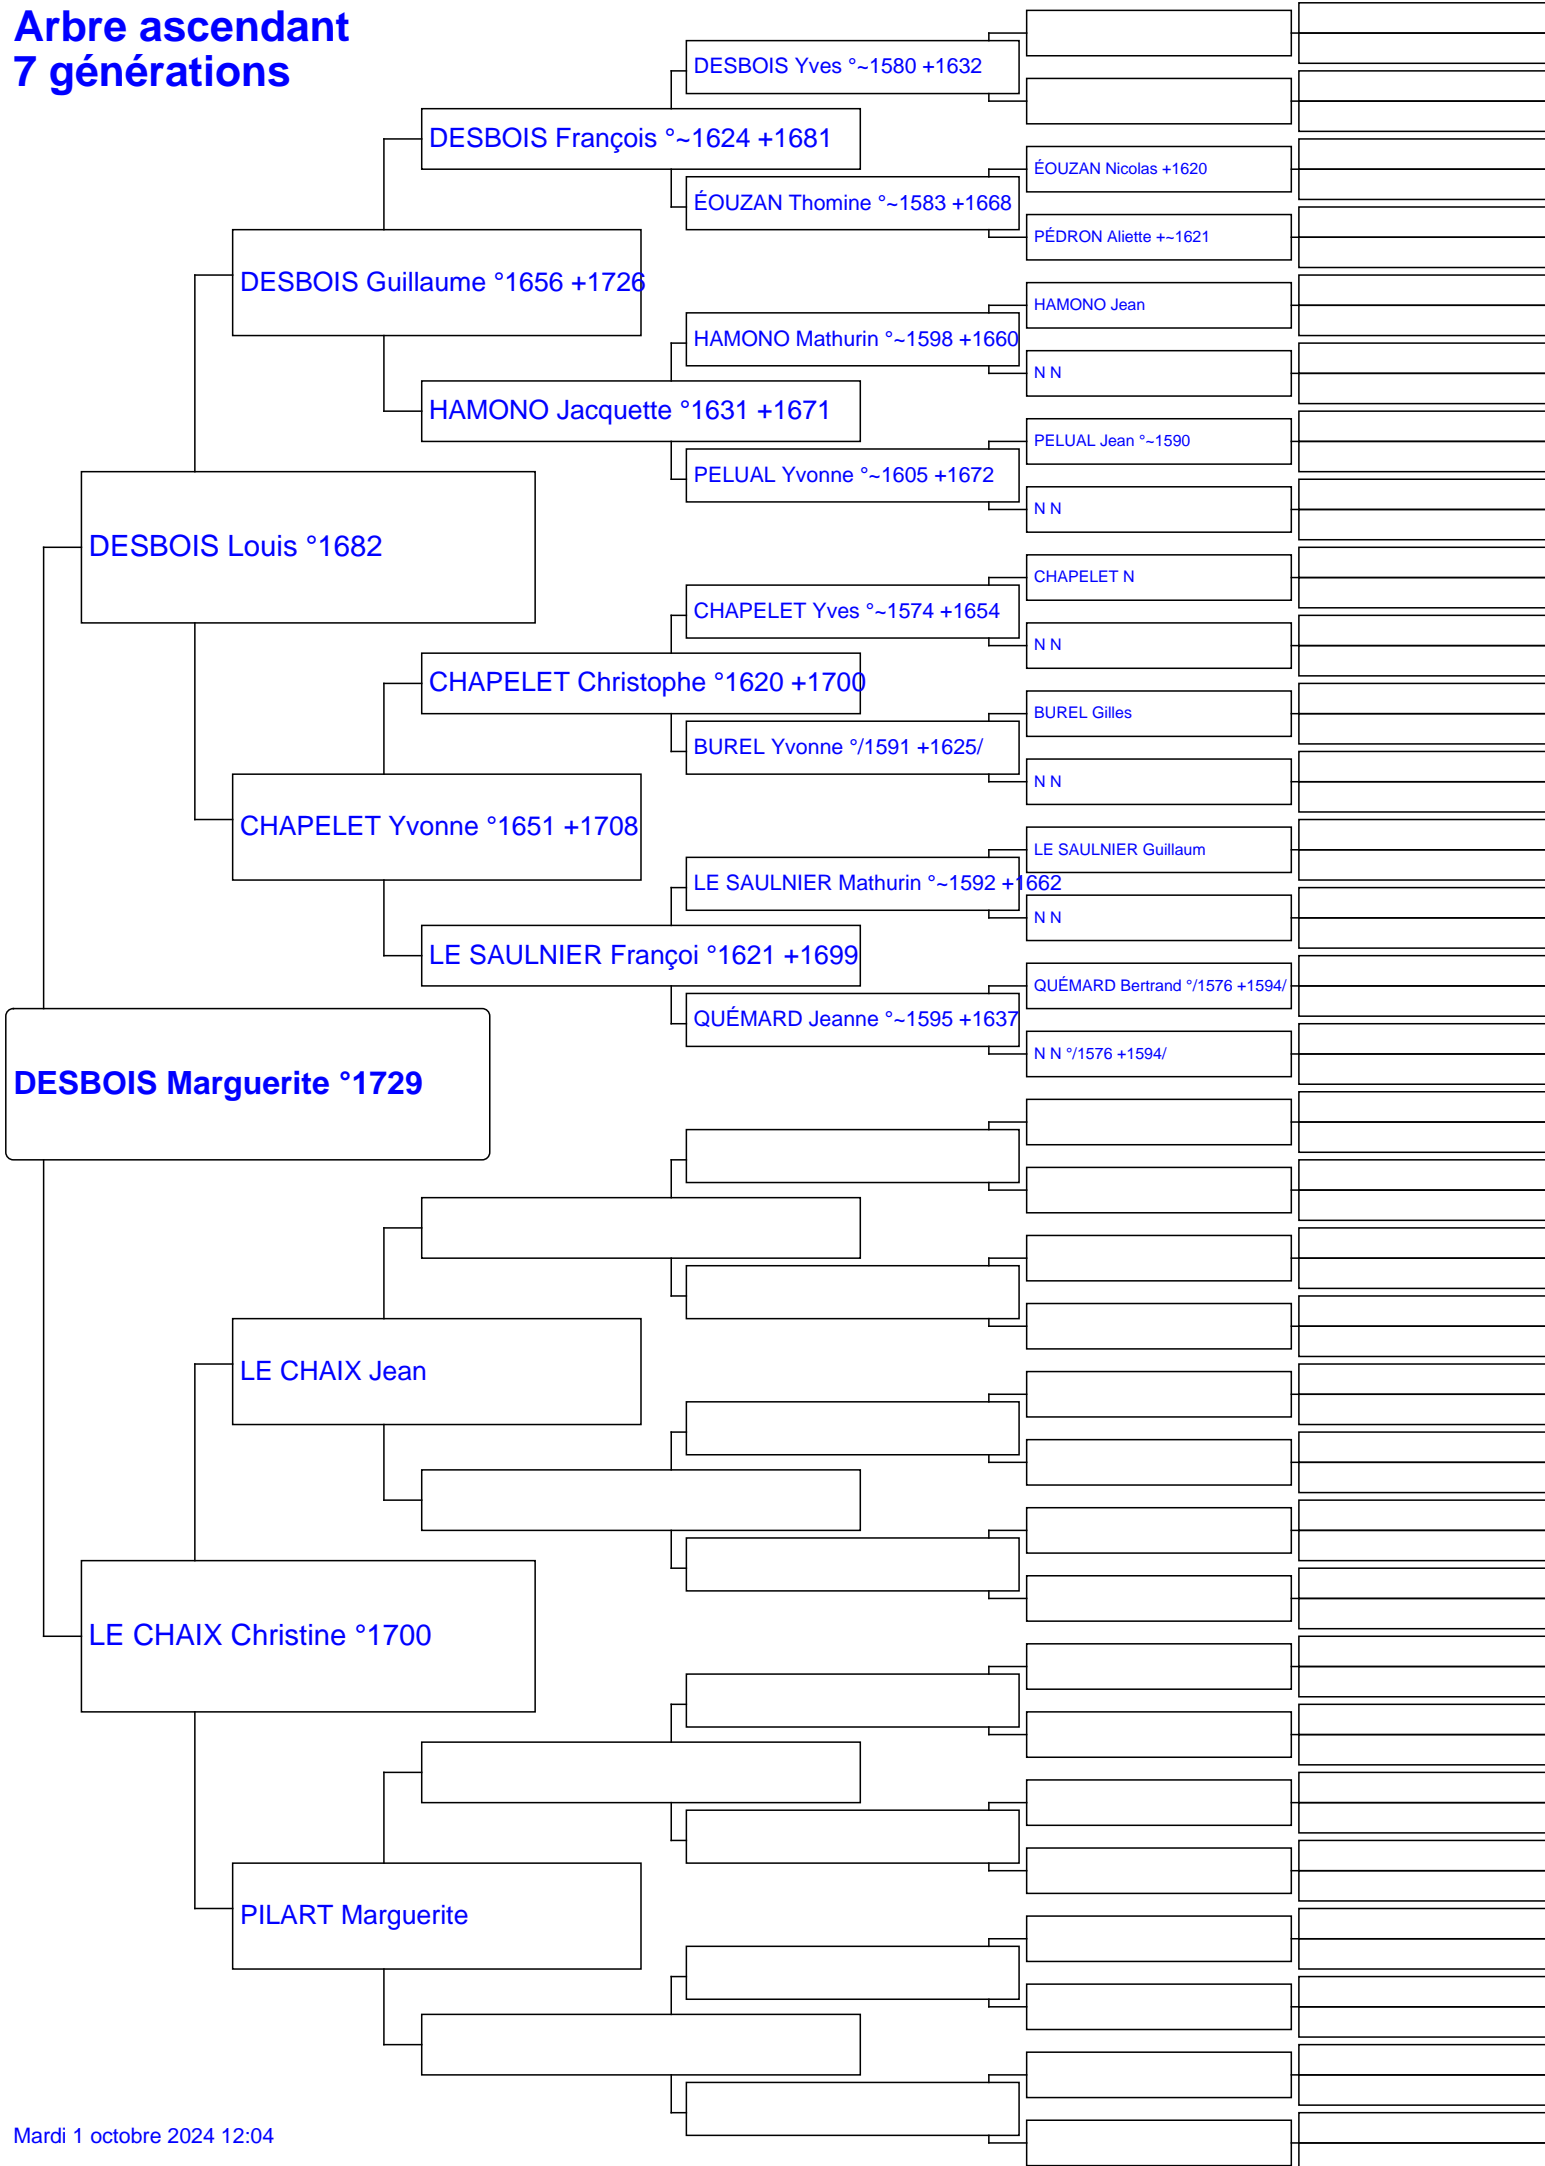 Arbre ascendant
7 générations
DESBOIS Yves °~1580 +1632
DESBOIS François °~1624 +1681
ÉOUZAN Nicolas +1620
ÉOUZAN Thomine °~1583 +1668
PÉDRON Aliette +~1621
DESBOIS Guillaume °1656 +1726
HAMONO Jean
HAMONO Mathurin °~1598 +1660
N N
HAMONO Jacquette °1631 +1671
PELUAL Jean °~1590
PELUAL Yvonne °~1605 +1672
N N
DESBOIS Louis °1682
CHAPELET N
CHAPELET Yves °~1574 +1654
N N
CHAPELET Christophe °1620 +1700
BUREL Gilles
BUREL Yvonne °/1591 +1625/
N N
CHAPELET Yvonne °1651 +1708
LE SAULNIER Guillaum
LE SAULNIER Mathurin °~1592 +1662
N N
LE SAULNIER Françoi °1621 +1699
QUÉMARD Bertrand °/1576 +1594/
QUÉMARD Jeanne °~1595 +1637
N N °/1576 +1594/
DESBOIS Marguerite °1729
LE CHAIX Jean
LE CHAIX Christine °1700
PILART Marguerite
Mardi 1 octobre 2024 12:04